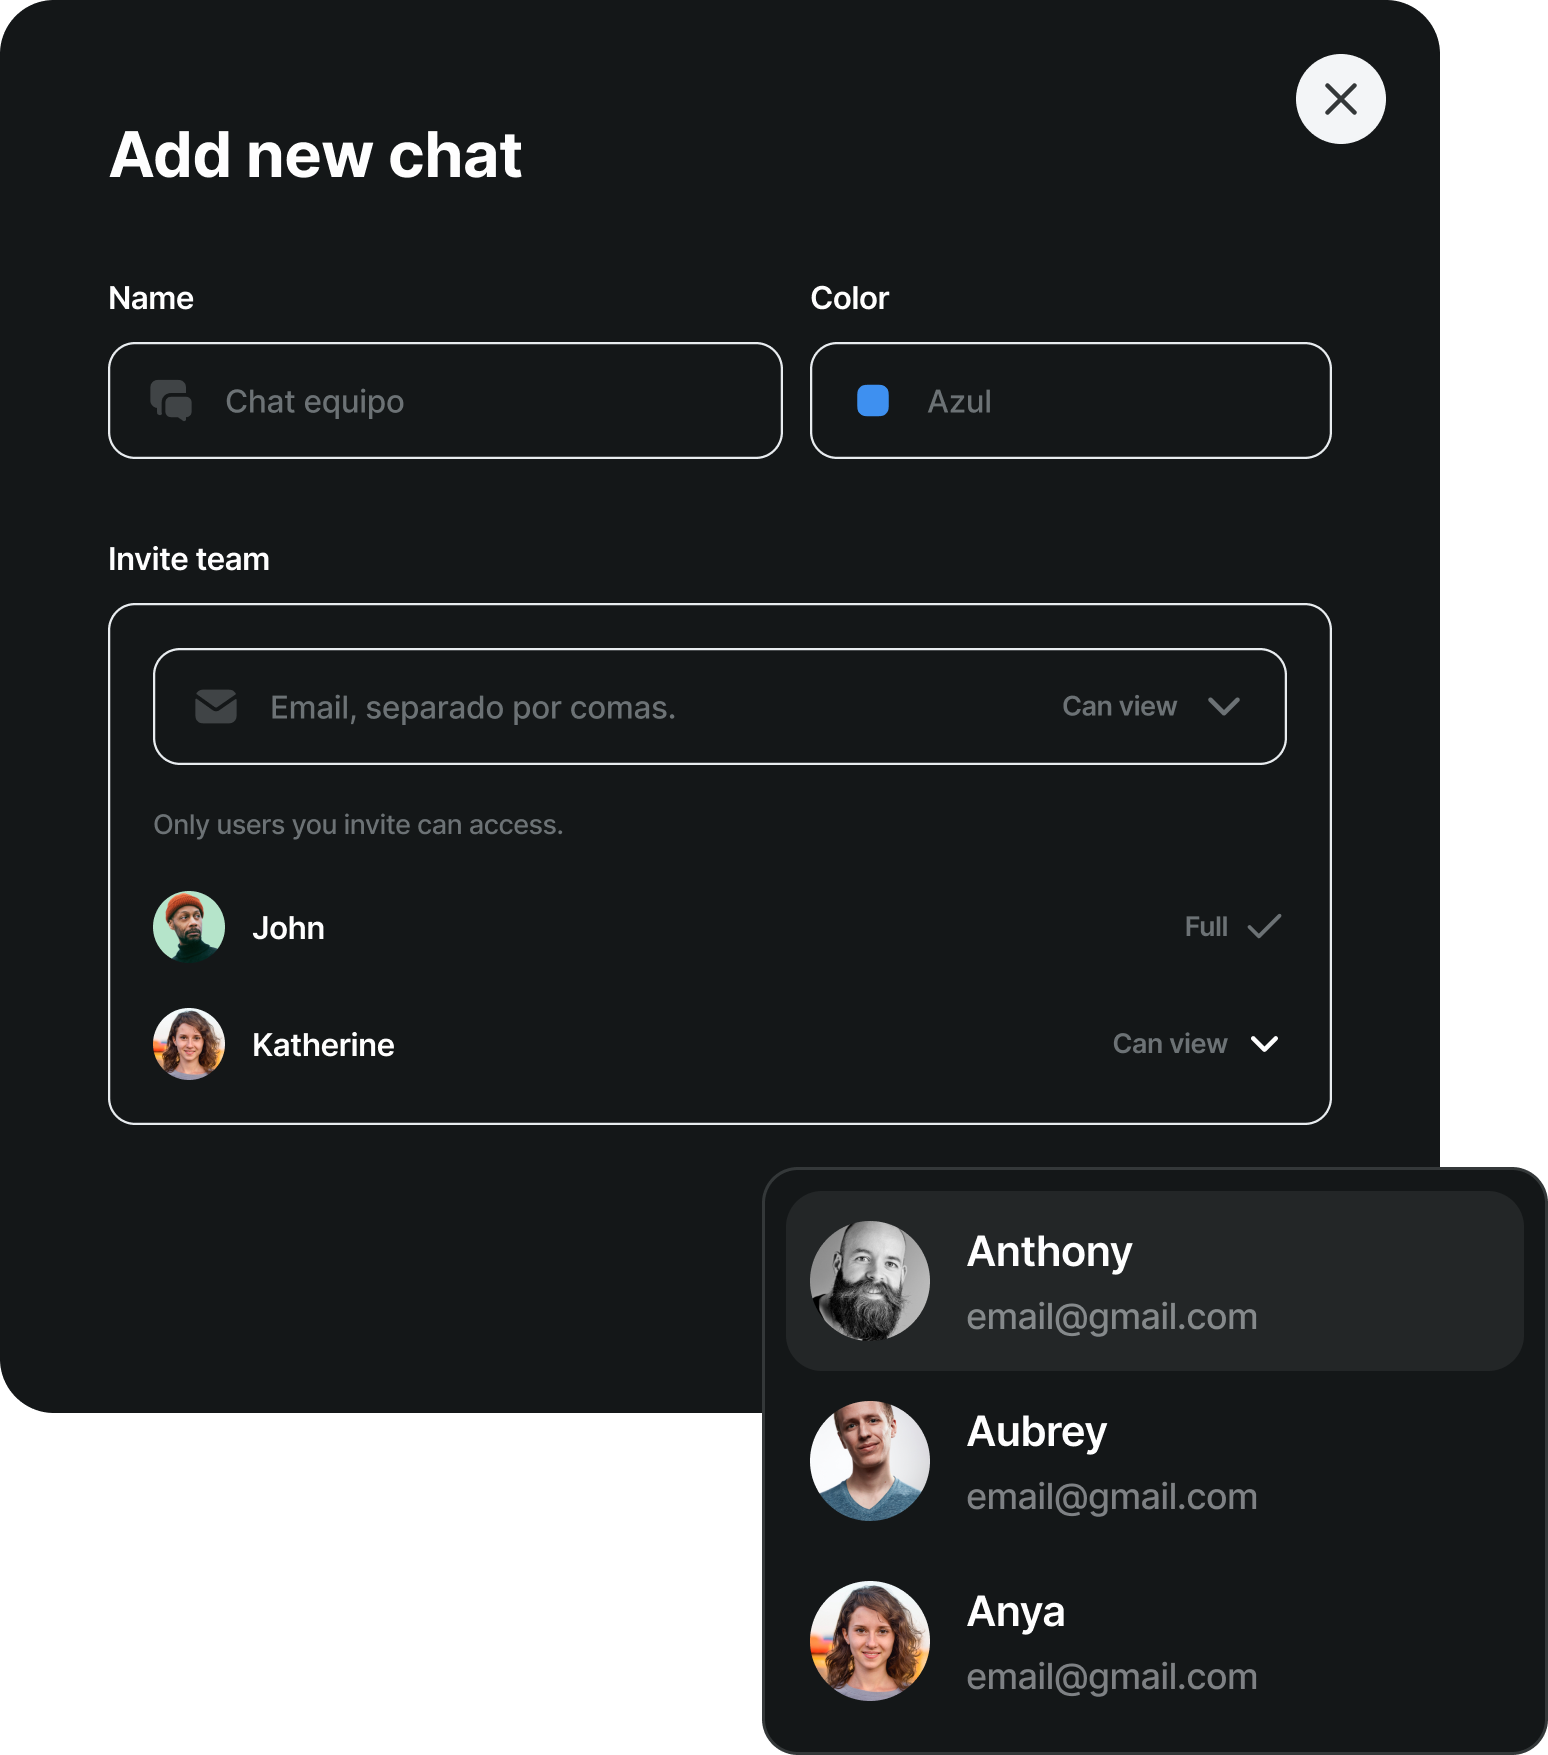 Add new chat
Name
Color
Chat equipo
Azul
Invite team
Email, separado por comas.
Can view
Only users you invite can access.
John
Full
Katherine
Can view
Anthony
email@gmail.com
Aubrey
email@gmail.com
Anya
email@gmail.com